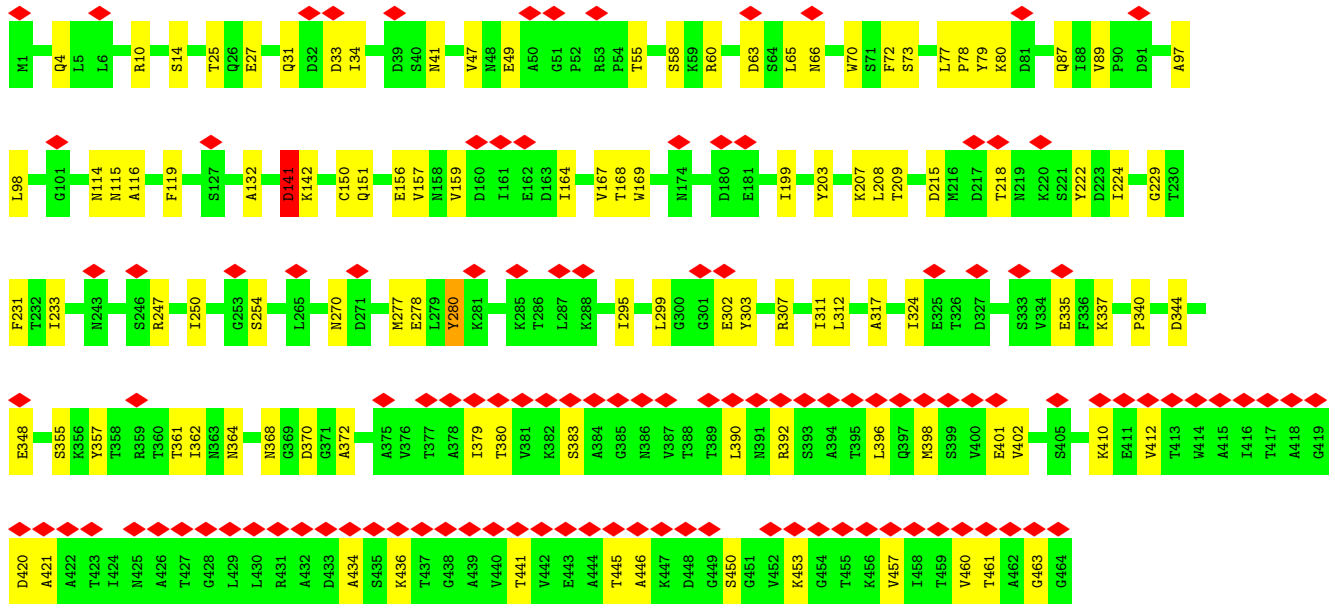 M1 Q4 L5 L6 R10 S14 T25 Q26 E27 Q31 D32 D33 I34 D39 S40 N41 V47 N48 E49 A50 G51 P52 R53 P54 T55 S58 K59 R60 D63 S64 L65 N66 W70 S71 F72 S73 L77 P78 Y79 K80 D81 Q87 I88 V89 P90 D91 A97
L98 G101 N114 N115 A116 F119 S127 A132 D141 K142 C150 Q151 E156 V157 N158 V159 D160 I161 E162 D163 I164 V167 T168 W169 N174 D180 E181 I199 Y203 K207 L208 T209 D215 M216 D217 T218 N219 K220 S221 Y222 D223 I224 G229 T230
F231 T232 I233 N243 S246 R247 I250 G253 S254 L265 N270 D271 M277 E278 L279 Y280 K281 K285 T286 L287 K288 I295 L299 G300 G301 E302 Y303 R307 I311 L312 A317 I324 E325 T326 D327 S333 V334 E335 F336 K337 P340 D344
E348 S355 K356 Y357 T358 R359 T360 T361 I362 N363 N364 N368 G369 D370 G371 A372 A375 V376 T377 A378 I379 T380 V381 K382 S383 A384 G385 N386 V387 T388 T389 L390 N391 R392 S393 A394 T395 L396 Q397 M398 S399 V400 E401 V402 S405 K410 E411 V412 T413 W414 A415 I416 T417 A418 G419
D420 A421 A422 T423 I424 N425 A426 T427 G428 L429 L430 R431 A432 D433 A434 S435 K436 T437 G438 A439 V440 T441 V442 E443 A444 T445 A446 K447 D448 G449 S450 G451 V452 K453 G454 T455 K456 V457 I458 T459 V460 T461 A462 G463 G464